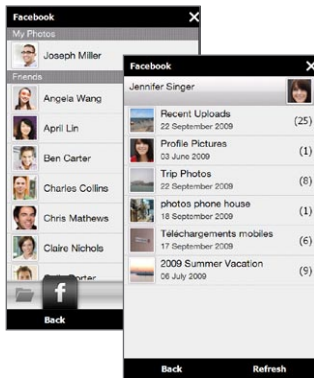 Facebook
My Photos
Joseph Miller
Friends
Angela Wang
April Lin
Ben Carter
Charles Collins
Chris Mathews
Claire Nichols
Porter
Back
Facebook
Jennifer Singer
Recent Uploads
22 September 2009
(25)
Profile Pictures
03 June 2009
(1)
Trip Photos
22 September 2009
(8)
photos phone house
18 September 2009
(1)
Téléchargements mobiles
17 September 2009
(6)
2009 Summer Vacation
06 July 2009
(9)
Back Refresh